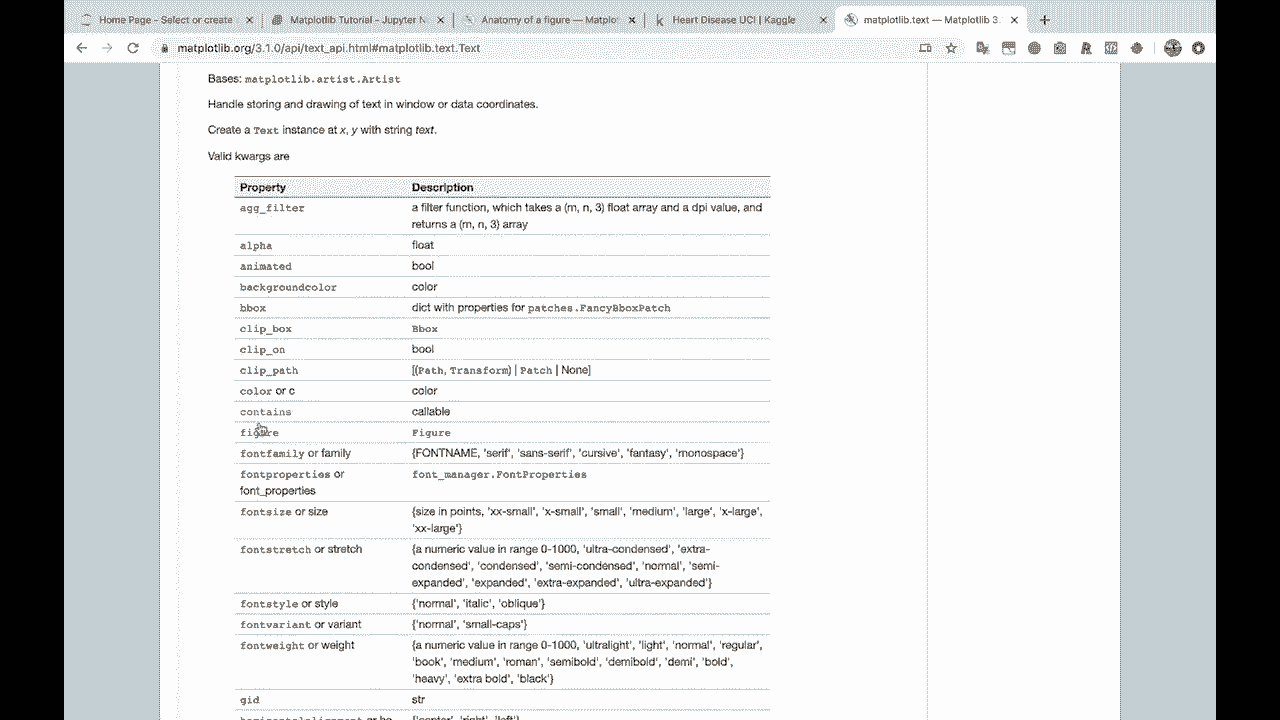 Home Page - Select or create
Matplotlib Tutorial - Jupyter N
Anatomy of a figure — Matplot
Heart Disease UCI | Kaggle
matplotlib.text — Matplotlib 3.
matplotlib.org/3.1.0/api/text_api.html#matplotlib.text.Text
Bases: matplotlib.artist.Artist
Handle storing and drawing of text in window or data coordinates.
Create a Text instance at x, y with string text.
Valid kwargs are
Property Description
agg_filter a filter function, which takes a (m, n, 3) float array and a dpi value, and
returns a (m, n, 3) array
alpha float
animated bool
backgroundcolor color
bbox dict with properties for patches.FancyBboxPatch
clip_box Bbox
clip_on bool
clip_path [(Path, Transform) | Patch | None]
color or c color
contains callable
figure Figure
fontfamily or family {FONTNAME, 'serif', 'sans-serif', 'cursive', 'fantasy', 'monospace'}
fontproperties or font_manager.FontProperties
font_properties
fontsize or size {size in points, 'xx-small', 'x-small', 'small', 'medium', 'large', 'x-large',
'xx-large'}
fontstretch or stretch {a numeric value in range 0-1000, 'ultra-condensed', 'extra-
condensed', 'condensed', 'semi-condensed', 'normal', 'semi-
expanded', 'expanded', 'extra-expanded', 'ultra-expanded'}
fontstyle or style {'normal', 'italic', 'oblique'}
fontvariant or variant {'normal', 'small-caps'}
fontweight or weight {a numeric value in range 0-1000, 'ultralight', 'light', 'normal', 'regular',
'book', 'medium', 'roman', 'semibold', 'demibold', 'demi', 'bold',
'heavy', 'extra bold', 'black'}
gid str
horizontalalignment or ha {'center', 'right', 'left'}